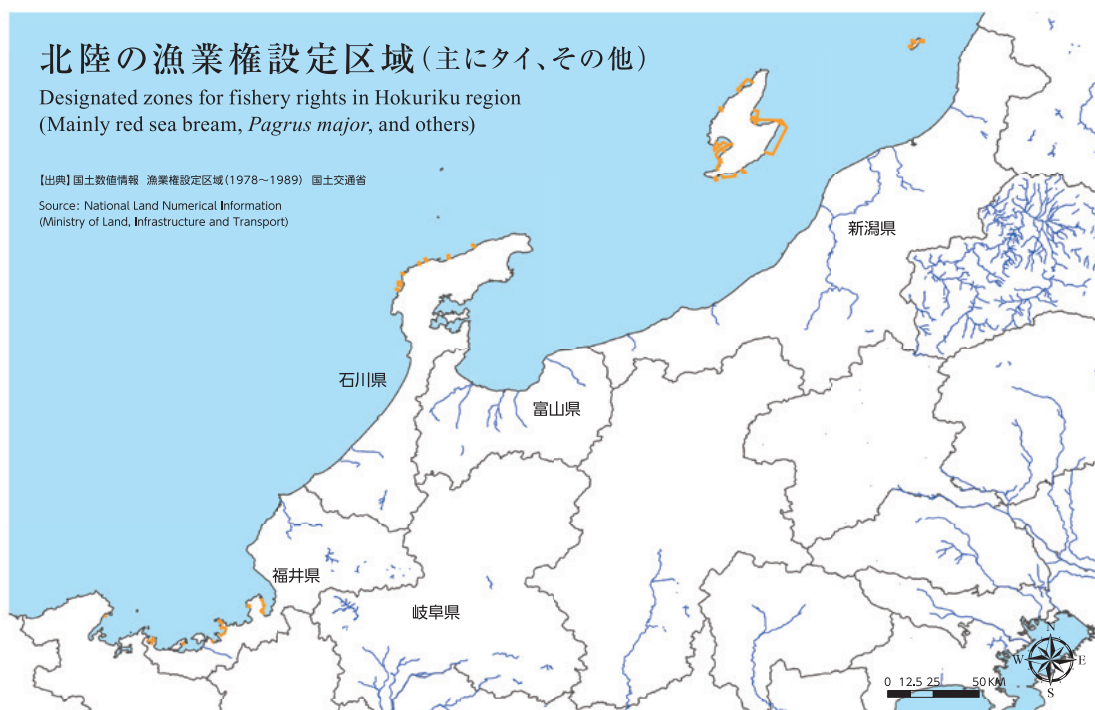 北陸の漁業権設定区域(主にタイ、その他)
Designated zones for fishery rights in Hokuriku region
(Mainly red sea bream, Pagrus major, and others)
【出典】国土数値情報 漁業権設定区域(1978〜1989) 国土交通省
Source: National Land Numerical Information
(Ministry of Land, Infrastructure and Transport)
新潟県
石川県
富山県
福井県
岐阜県
N
W E
S
0 12.5 25 50KM